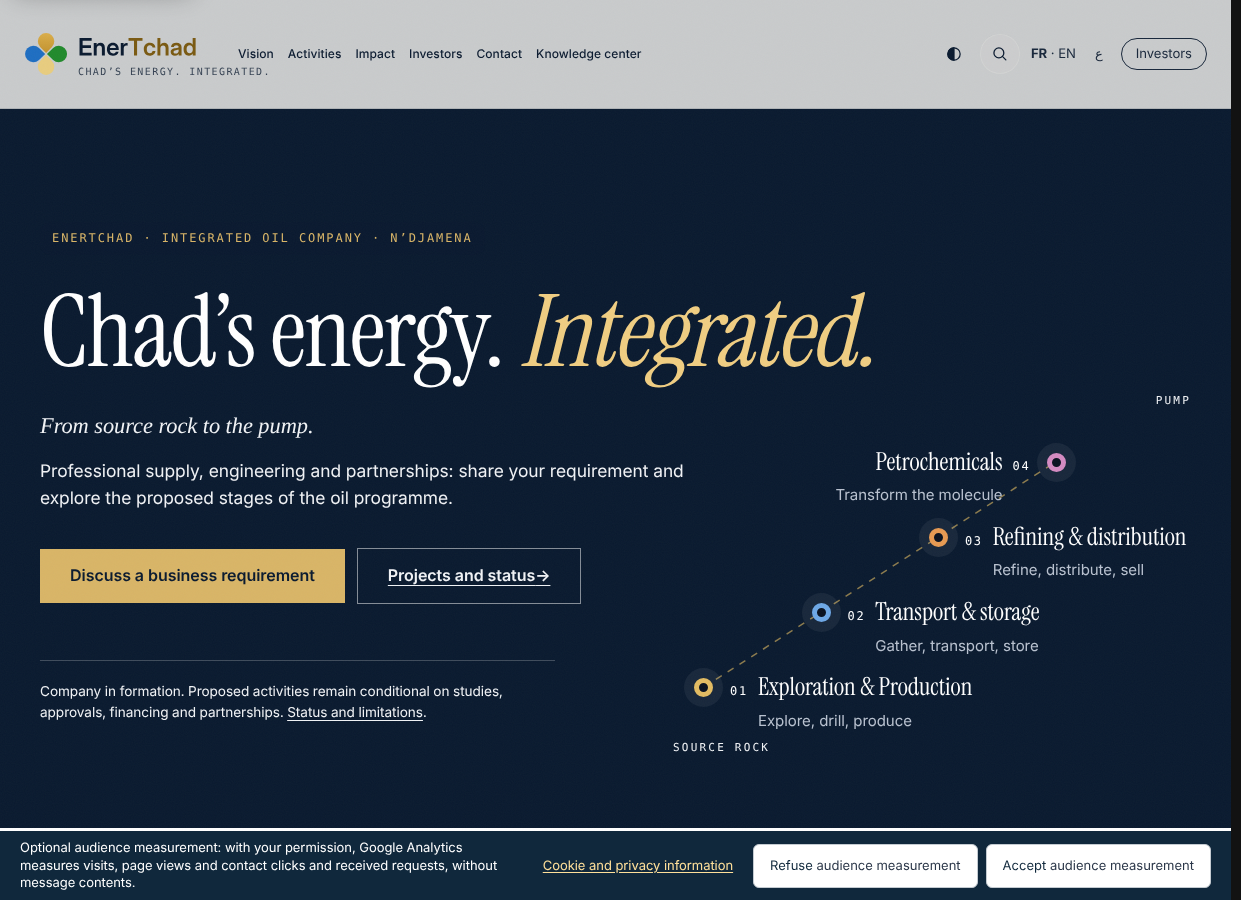 EnerTchad
CHAD’S ENERGY. INTEGRATED.
Vision Activities Impact Investors Contact Knowledge center
FR · EN ع Investors
ENERTCHAD · INTEGRATED OIL COMPANY · N’DJAMENA
Chad’s energy. Integrated.
From source rock to the pump.
Professional supply, engineering and partnerships: share your requirement and
explore the proposed stages of the oil programme.
Discuss a business requirement
Projects and status→
Company in formation. Proposed activities remain conditional on studies,
approvals, financing and partnerships. Status and limitations.
PUMP
Petrochemicals 04
Transform the molecule
03 Refining & distribution
Refine, distribute, sell
02 Transport & storage
Gather, transport, store
01 Exploration & Production
Explore, drill, produce
SOURCE ROCK
Optional audience measurement: with your permission, Google Analytics
measures visits, page views and contact clicks and received requests, without
message contents.
Cookie and privacy information
Refuse audience measurement
Accept audience measurement